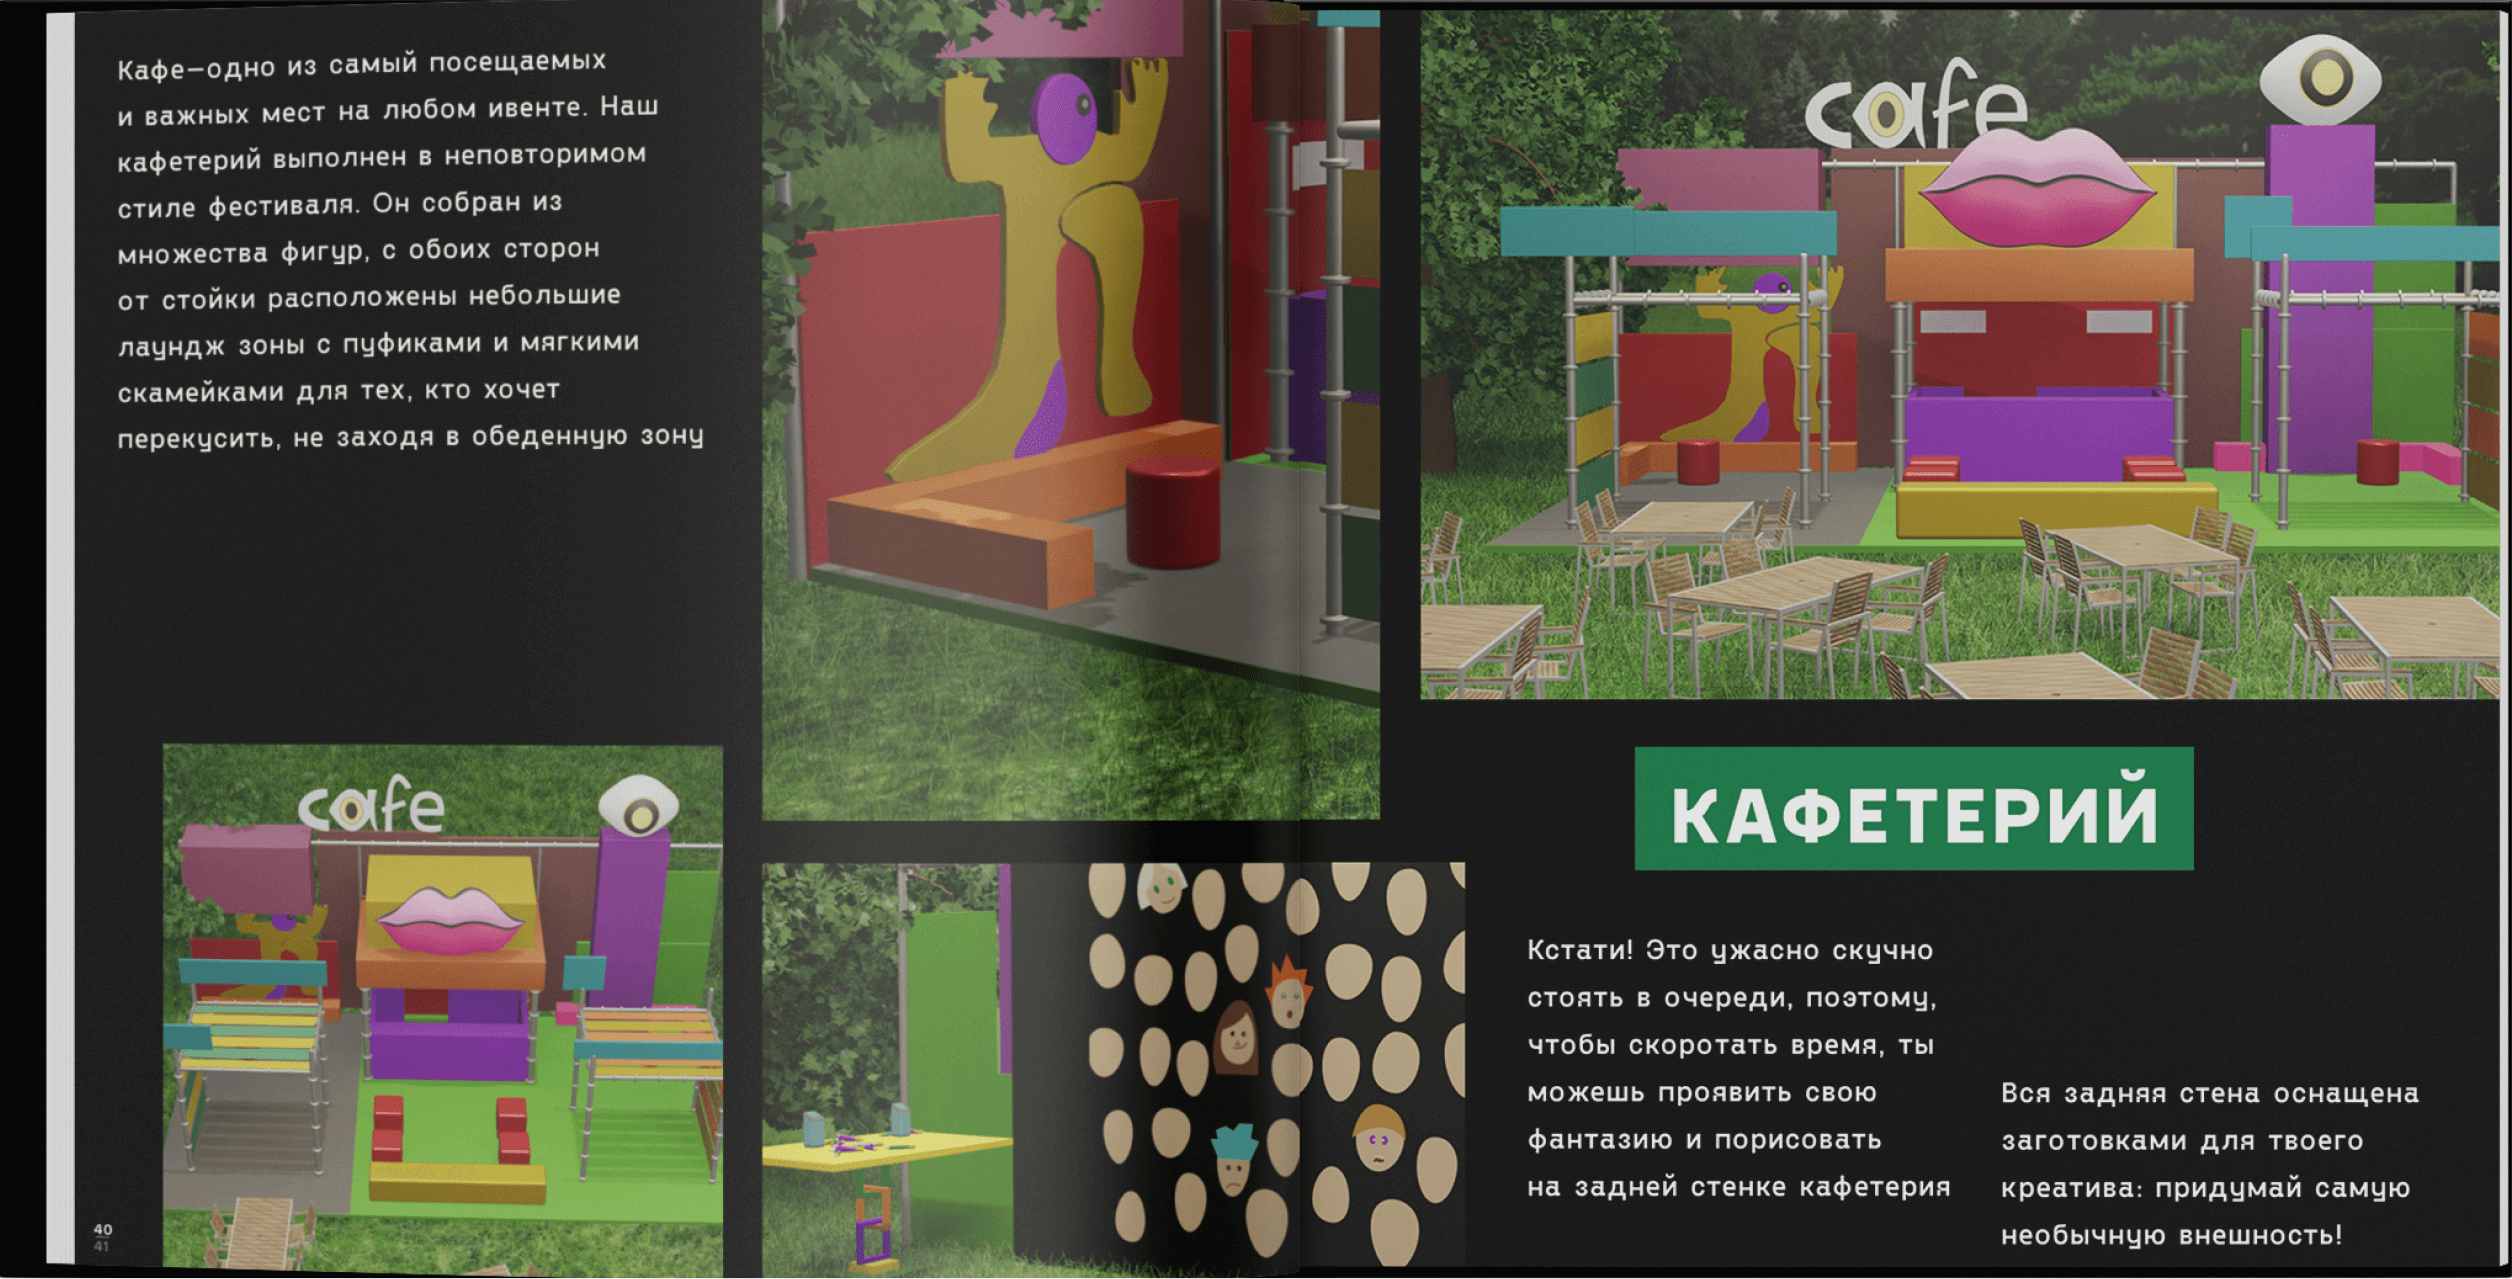 Кафе—одно из самый посещаемых
и важных мест на любом ивенте. Наш
кафетерий выполнен в неповторимом
стиле фестиваля. Он собран из
множества фигур, с обоих сторон
от стойки расположены небольшие
лаундж зоны с пуфиками и мягкими
скамейками для тех, кто хочет
перекусить, не заходя в обеденную зону
cafe
cafe
КАФЕТЕРИЙ
Кстати! Это ужасно скучно
стоять в очереди, поэтому,
чтобы скоротать время, ты
можешь проявить свою
фантазию и порисовать
на задней стенке кафетерия
Вся задняя стена оснащена
заготовками для твоего
креатива: придумай самую
необычную внешность!
40
41